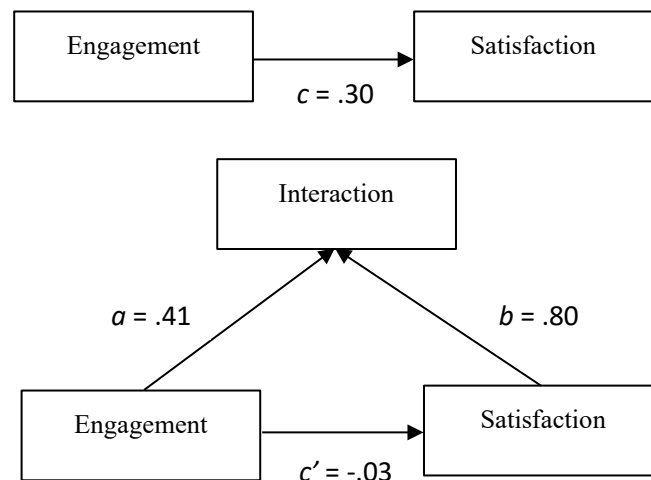 Engagement
Satisfaction
c = .30
Interaction
a = .41
b = .80
Engagement
Satisfaction
c’ = -.03